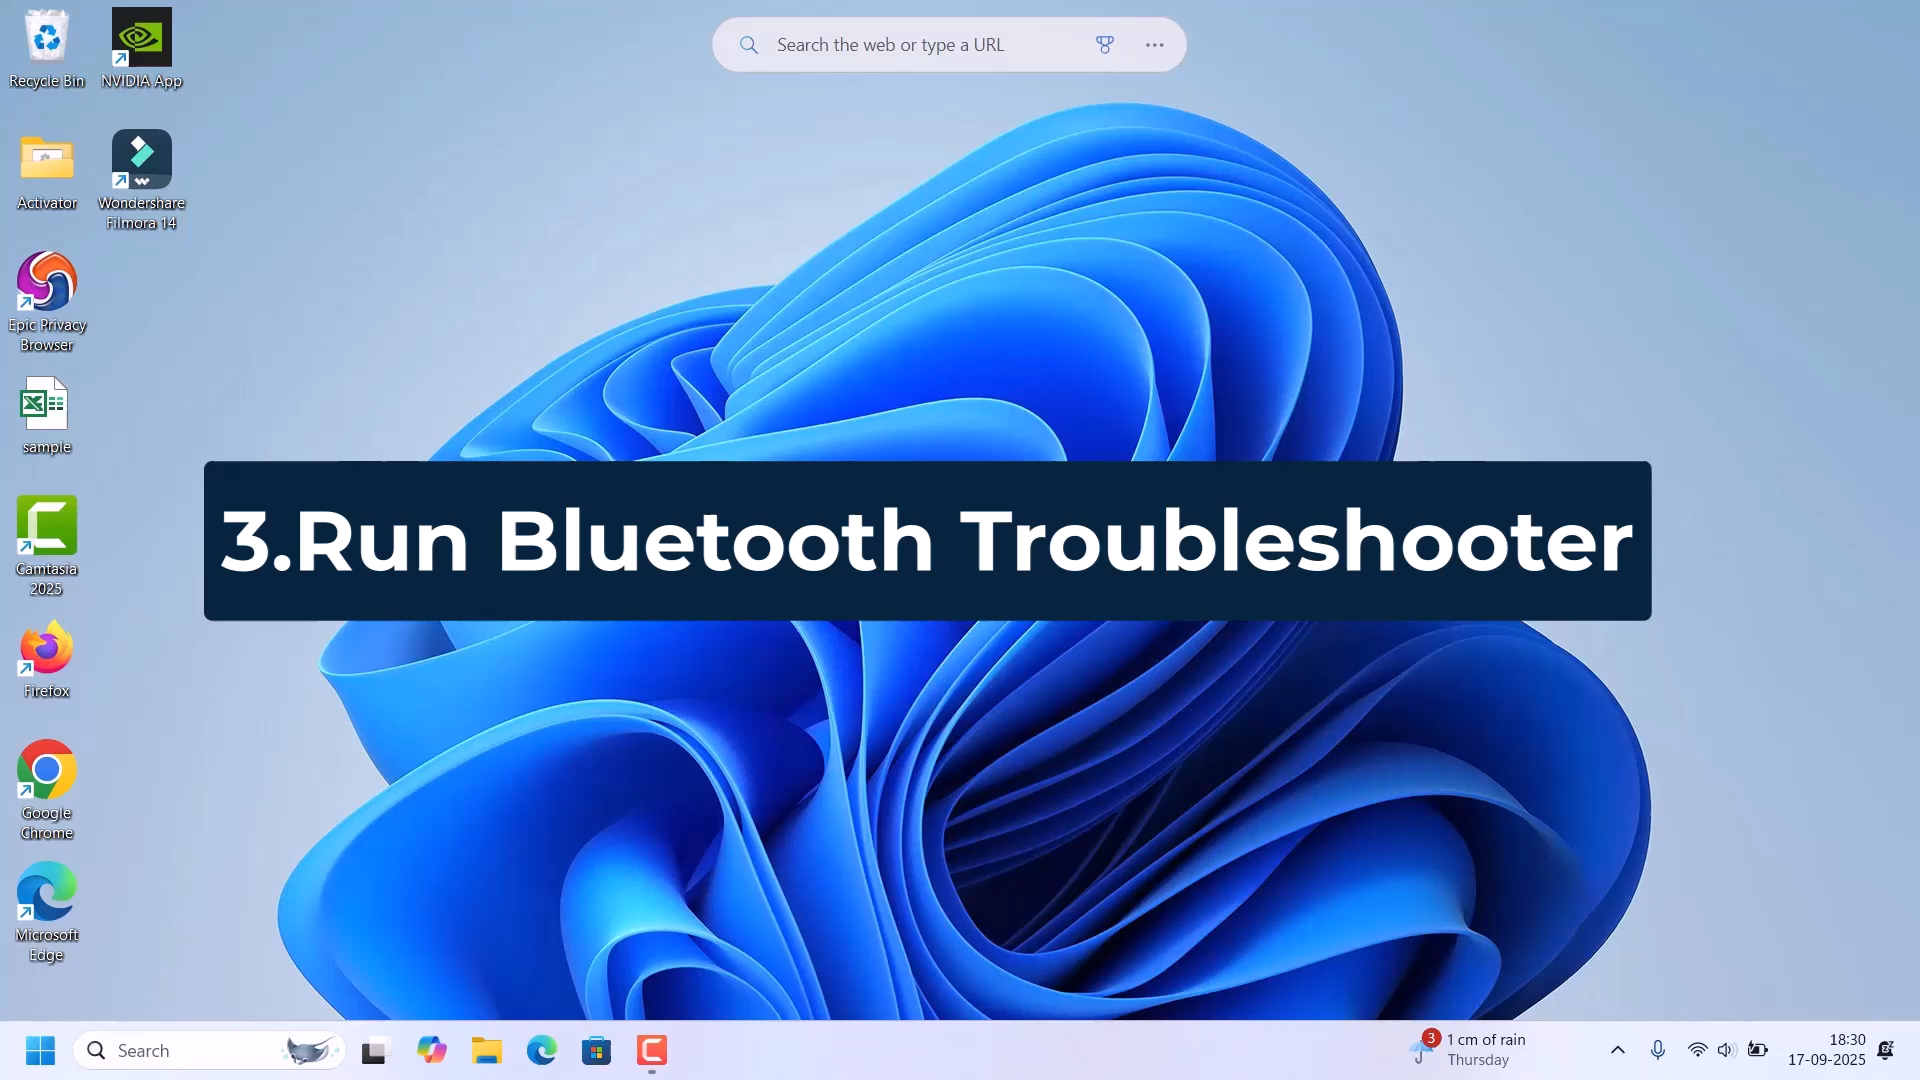 Search the web or type a URL
Recycle Bin
NVIDIA App
Activator
Wondershare
Filmora 14
Epic Privacy
Browser
sample
3.Run Bluetooth Troubleshooter
Camtasia
2025
Firefox
Google
Chrome
Microsoft
Edge
Search
3
1 cm of rain
Thursday
18:30
17-09-2025